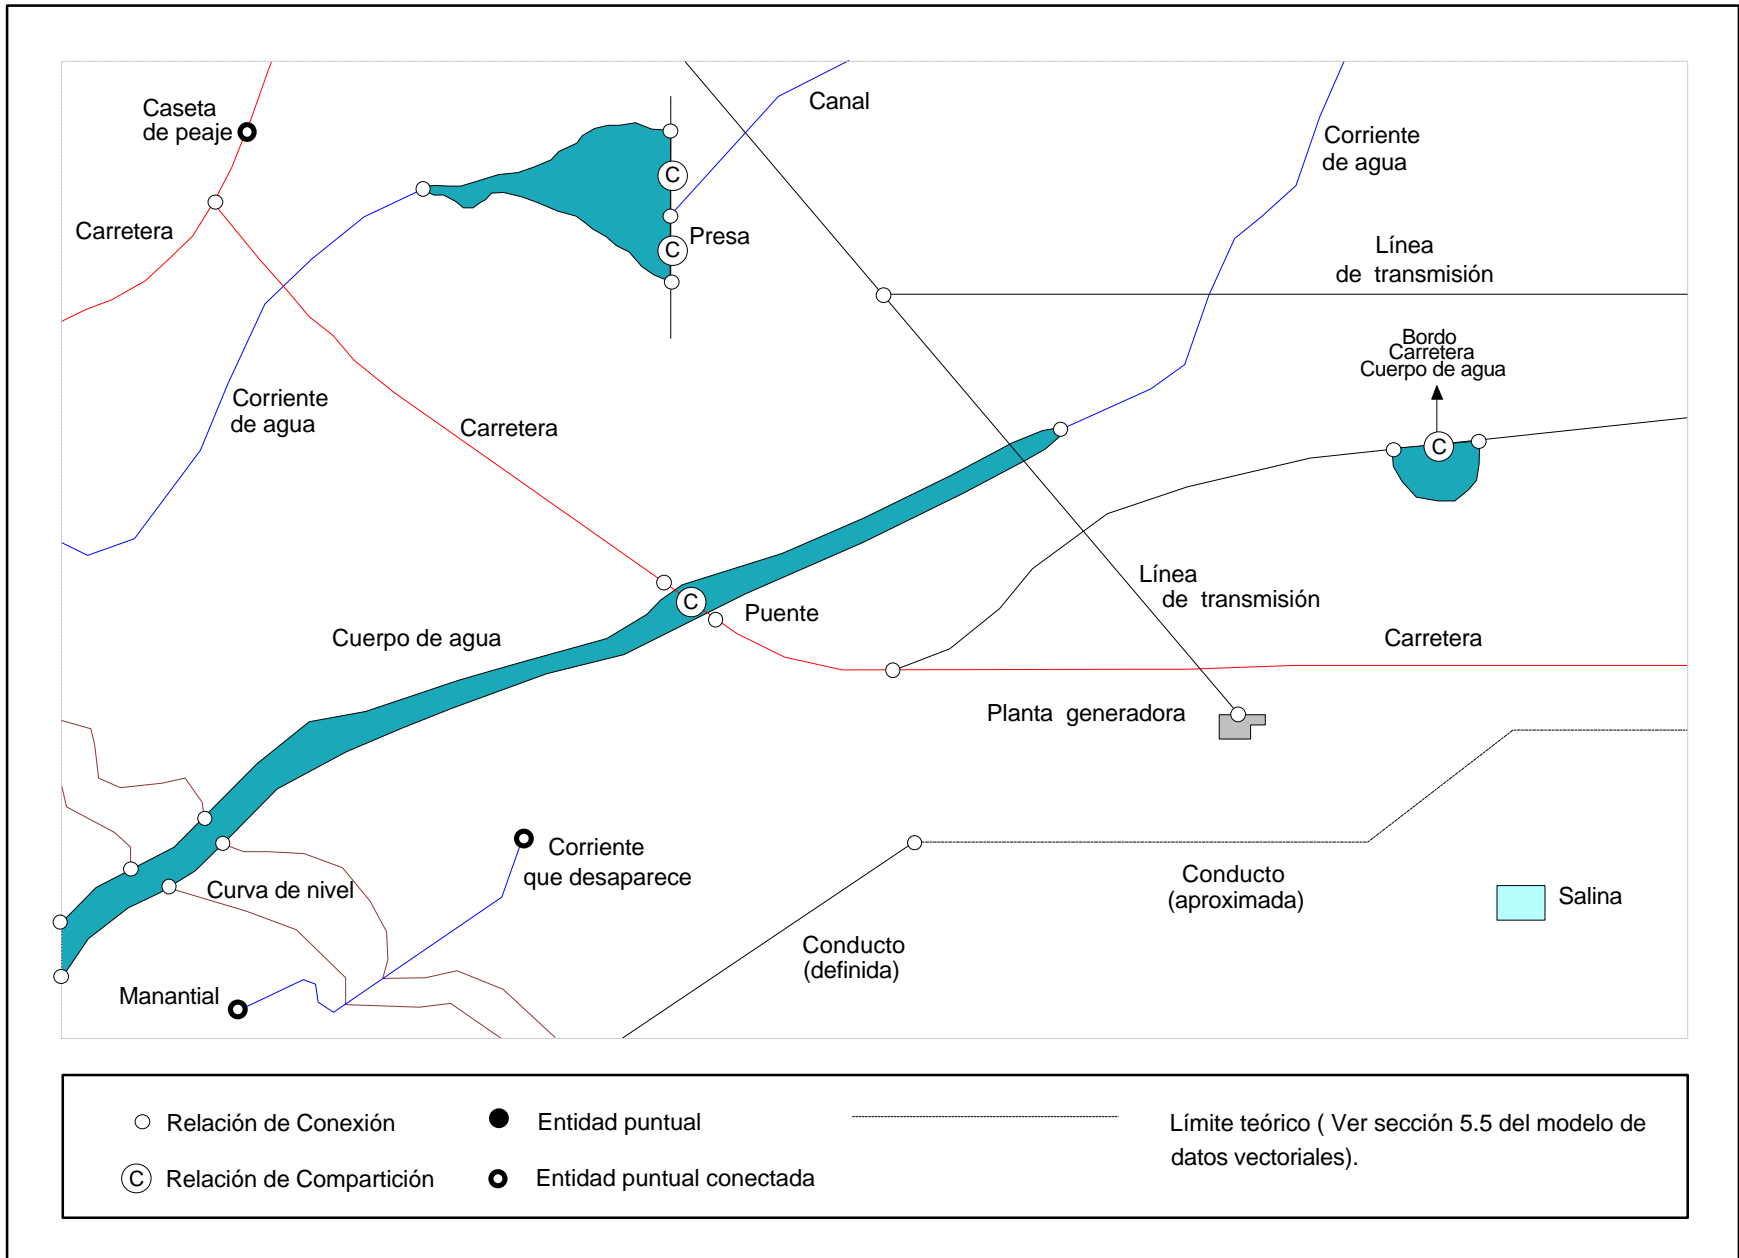 Caseta
de peaje
Canal
Corriente
de agua
Carretera
Presa
Línea
de transmisión
Bordo
Carretera
Cuerpo de agua
C
C
Corriente
de agua
Carretera
C
Línea
de transmisión
C
Puente
Cuerpo de agua
Carretera
Planta generadora
Corriente
que desaparece
Curva de nivel
Conducto
(aproximada)
Salina
Conducto
(definida)
Manantial
Relación de Conexión
Entidad puntual
Límite teórico ( Ver sección 5.5 del modelo de
datos vectoriales).
C
Relación de Compartición
Entidad puntual conectada